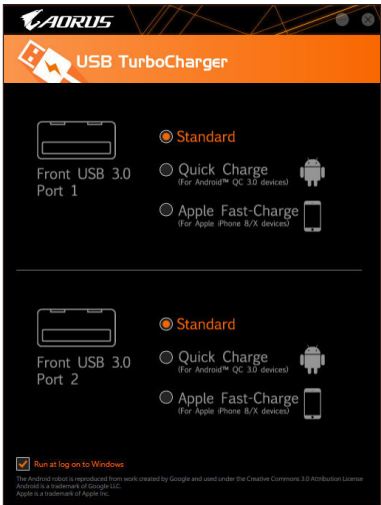 AORUS
USB TurboCharger
Standard
Front USB 3.0
Port 1
Quick Charge
(For Android™ QC 3.0 devices)
Apple Fast-Charge
(For Apple iPhone 8/X devices)
Standard
Front USB 3.0
Port 2
Quick Charge
(For Android™ QC 3.0 devices)
Apple Fast-Charge
(For Apple iPhone 8/X devices)
Run at log on to Windows
The Android robot is reproduced from work created by Google and used under the Creative Commons 3.0 Attribution License
Android is a trademark of Google LLC.
Apple is a trademark of Apple Inc.